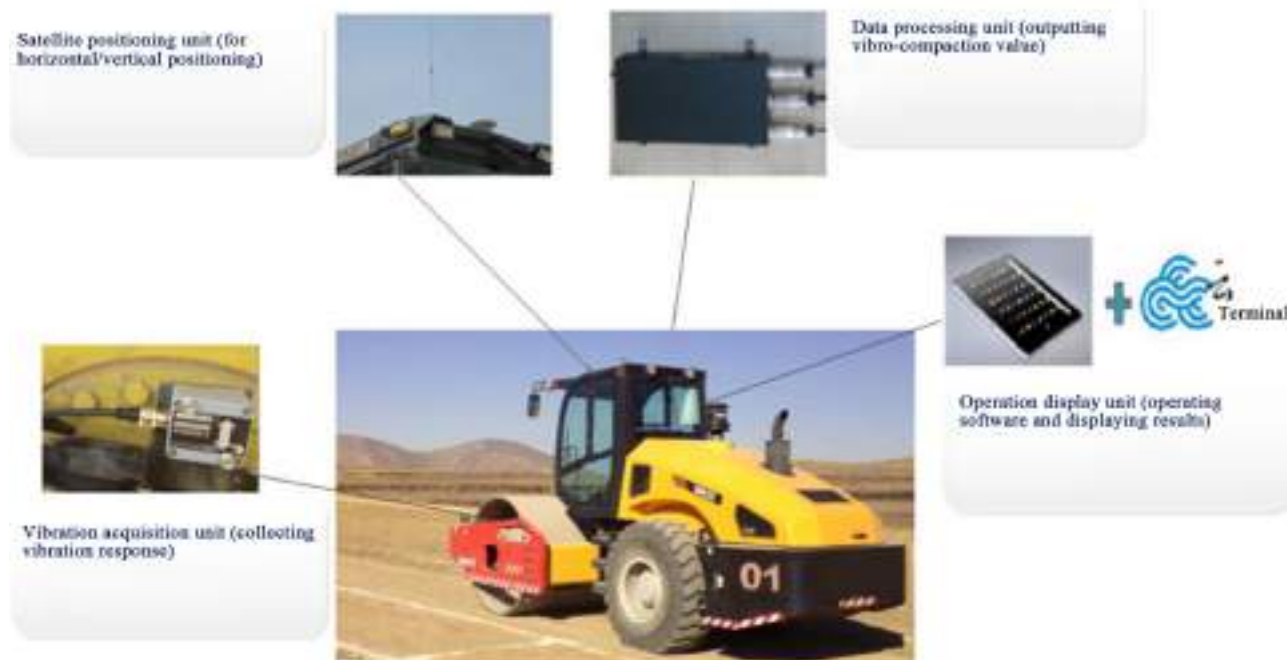 Satellite positioning unit (for
horizontal/vertical positioning)
Data processing unit (outputting
vibro-compaction value)
Terminal
Operation display unit (operating
software and displaying results)
Vibration acquisition unit (collecting
vibration response)
01